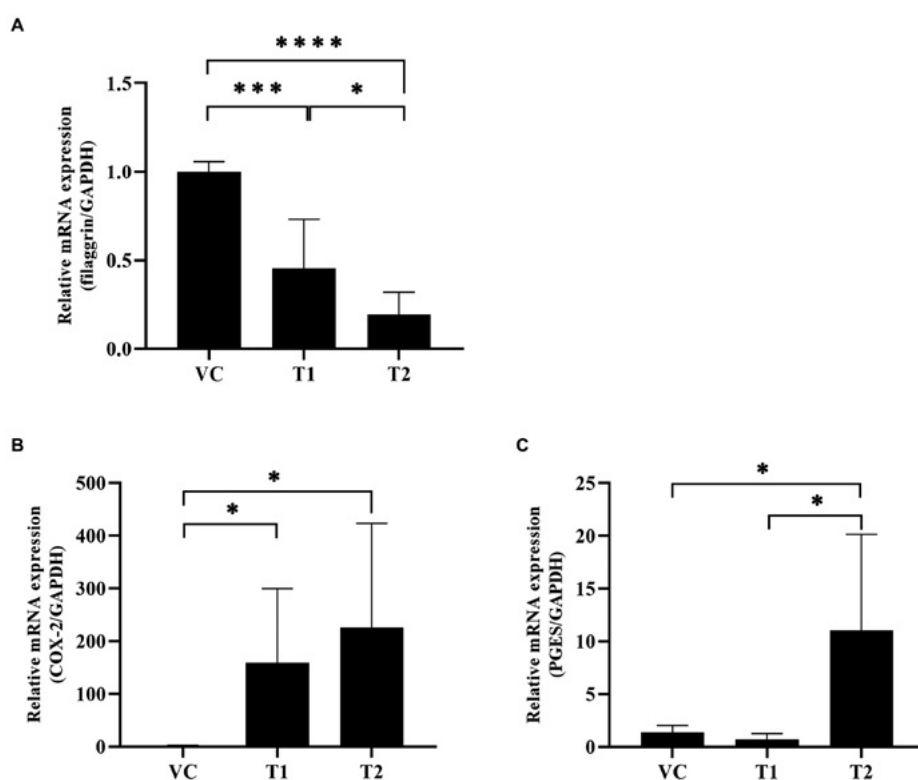 A
****
***
*
Relative mRNA expression
(filaggrin/GAPDH)
1.5
1.0
0.5
0.0
VC T1 T2
B
*
*
Relative mRNA expression
(COX-2/GAPDH)
500
400
300
200
100
0
VC T1 T2
C
*
*
Relative mRNA expression
(PGES/GAPDH)
25
20
15
10
5
0
VC T1 T2